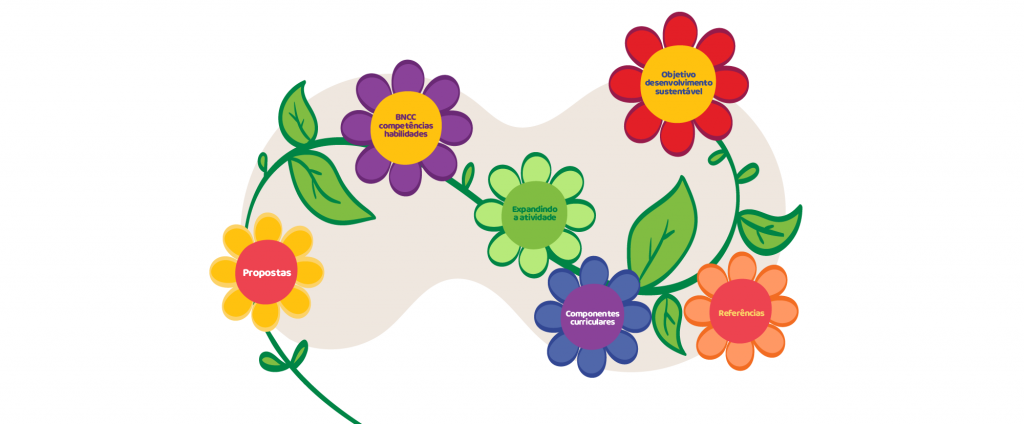 Objetivo
desenvolvimento
sustentável
BNCC
competências
habilidades
Expandindo
a atividade
Propostas
Componentes
curriculares
Referências